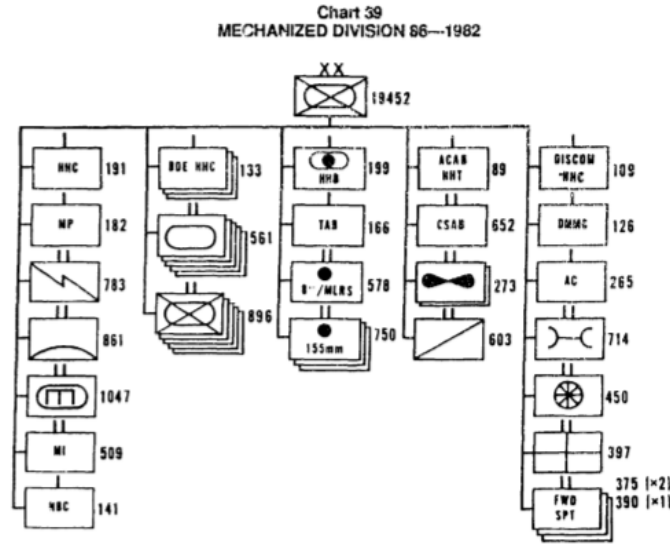 Chart 39
MECHANIZED DIVISION 86—1982
XX
19452
HHC 191
MP 182
783
861
1047
MI 509
NBC 141
BDE HHC 133
561
896
HHB 199
TAB 166
8"/MLRS 578
155mm 750
ACAB
HHT 89
CSAB 652
273
603
DISCOM
HHC 109
DMMC 126
AC 265
714
450
397
375 (×2)
390 (×1)
FWD
SPT